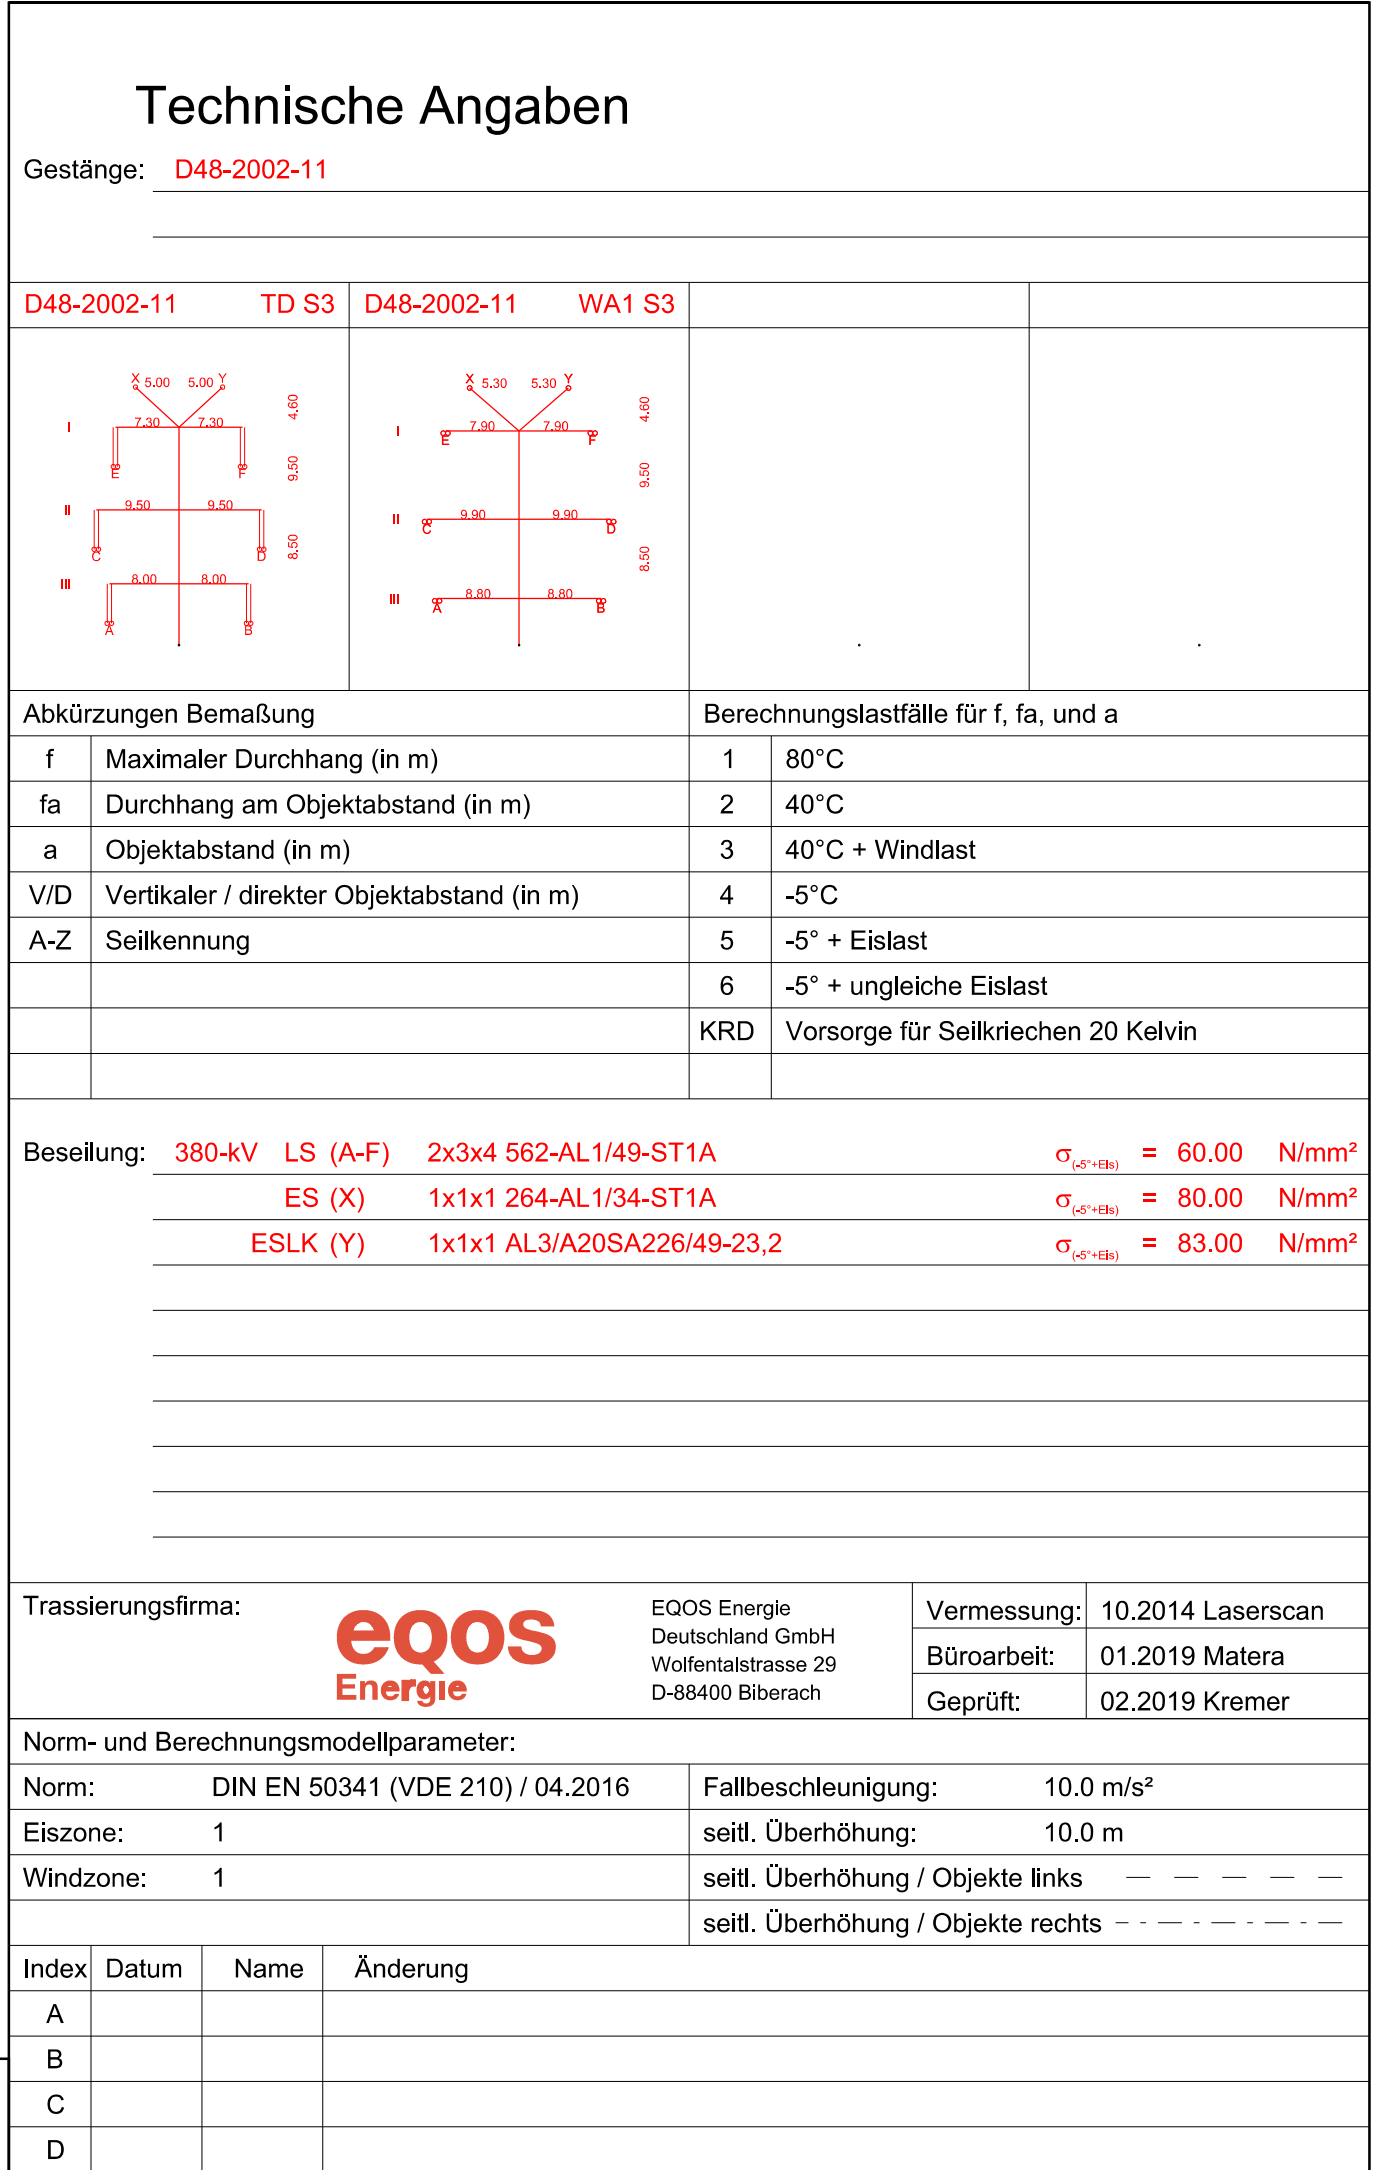 Technische Angaben
Gestänge: D48-2002-11
D48-2002-11 TD S3 D48-2002-11 WA1 S3
X 5.00 5.00 Y
4.60
I 7.30 7.30
E F
9.50
II 9.50 9.50
C D
8.50
III 8.00 8.00
A B
X 5.30 5.30 Y
4.60
I 7.90 7.90
E F
9.50
II 9.90 9.90
C D
8.50
III 8.80 8.80
A B
Abkürzungen Bemaßung Berechnungslastfälle für f, fa, und a
f Maximaler Durchhang (in m) 1 80°C
fa Durchhang am Objektabstand (in m) 2 40°C
a Objektabstand (in m) 3 40°C + Windlast
V/D Vertikaler / direkter Objektabstand (in m) 4 -5°C
A-Z Seilkennung 5 -5° + Eislast
6 -5° + ungleiche Eislast
KRD Vorsorge für Seilkriechen 20 Kelvin
Beseilung: 380-kV LS (A-F) 2x3x4 562-AL1/49-ST1A σ(-5°+Eis) = 60.00 N/mm²
ES (X) 1x1x1 264-AL1/34-ST1A σ(-5°+Eis) = 80.00 N/mm²
ESLK (Y) 1x1x1 AL3/A20SA226/49-23,2 σ(-5°+Eis) = 83.00 N/mm²
Trassierungsfirma:
eqos
Energie
EQOS Energie
Deutschland GmbH
Wolfentalstrasse 29
D-88400 Biberach
Vermessung: 10.2014 Laserscan
Büroarbeit: 01.2019 Matera
Geprüft: 02.2019 Kremer
Norm- und Berechnungsmodellparameter:
Norm: DIN EN 50341 (VDE 210) / 04.2016 Fallbeschleunigung: 10.0 m/s²
Eiszone: 1 seitl. Überhöhung: 10.0 m
Windzone: 1 seitl. Überhöhung / Objekte links
seitl. Überhöhung / Objekte rechts
Index Datum Name Änderung
A
B
C
D